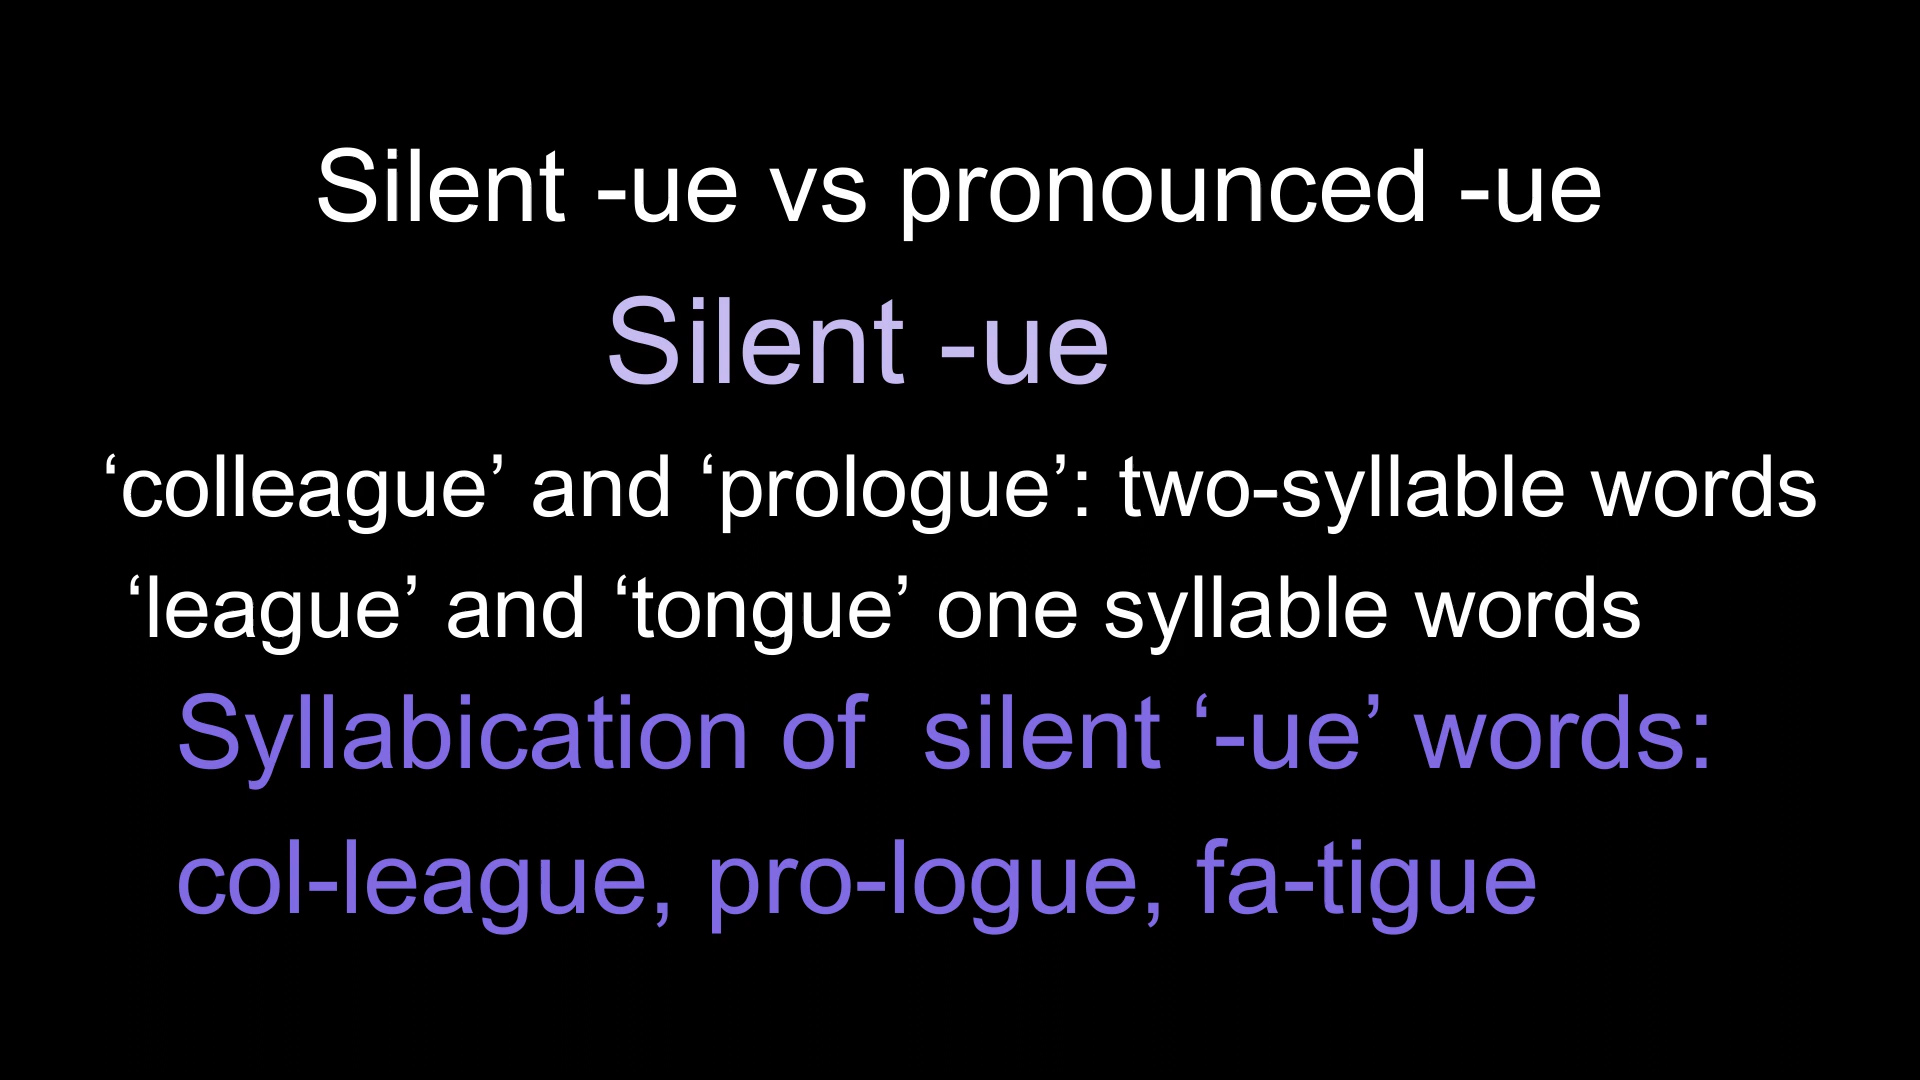 Silent -ue vs pronounced -ue
Silent -ue
‘colleague’ and ‘prologue’: two-syllable words
‘league’ and ‘tongue’ one syllable words
Syllabication of  silent ‘-ue’ words:
col-league, pro-logue, fa-tigue